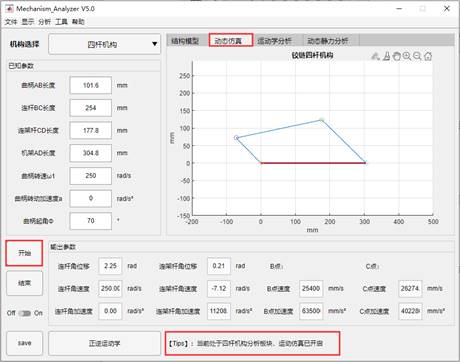 Mechanism_Analyzer V5.0
文件 显示 分析 工具 帮助
机构选择 四杆机构
结构模型 动态仿真 运动学分析 动态静力分析
已知参数
曲柄AB长度 101.6 mm
连杆BC长度 254 mm
连架杆CD长度 177.8 mm
机架AD长度 304.8 mm
曲柄转速ω1 250 rad/s
曲柄转动加速度a 0 rad/s²
曲柄起角Φ 70 °
铰链四杆机构
250
200
150
100
50
0
-50
-100
-150
mm
-200 -100 0 100 200 300 400 500
mm
开始
结束
Off On
save
输出参数
连杆角位移 2.25 rad 连架杆角位移 0.21 rad B点: C点:
连杆角速度 250.00 rad/s 连架杆角速度 -7.12 rad/s B点速度 25400 mm/s C点速度 26274. mm/s
连杆角加速度 0.00 rad/s² 连架杆角加速度 11208. rad/s² B点加速度 63500 mm/s² C点加速度 402280 mm/s²
正逆运动学
【Tips】:当前处于四杆机构分析板块、运动仿真已开启